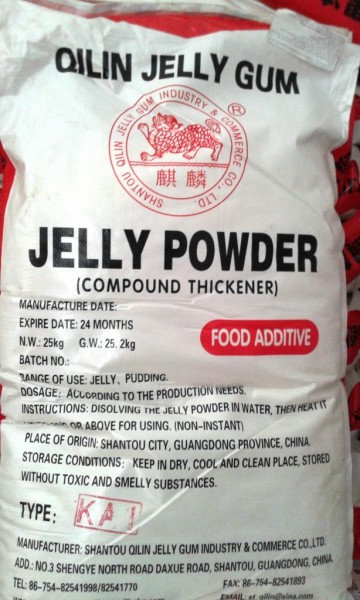 QILIN JELLY GUM
SHANTOU QILIN JELLY GUM INDUSTRY & COMMERCE CO., LTD.
®
麒麟
JELLY POWDER
(COMPOUND THICKENER)
MANUFACTURE DATE:
EXPIRE DATE: 24 MONTHS
N.W.: 25kg G.W.: 25.2kg
FOOD ADDITIVE
BATCH NO.:
RANGE OF USE: JELLY、PUDDING.
DOSAGE: ACCORDING TO THE PRODUCTION NEEDS.
INSTRUCTIONS: DISOLVING THE JELLY POWDER IN WATER, THEN HEAT IT
OR ABOVE FOR USING. (NON-INSTANT)
PLACE OF ORIGIN: SHANTOU CITY, GUANGDONG PROVINCE, CHINA.
STORAGE CONDITIONS: KEEP IN DRY, COOL AND CLEAN PLACE, STORED
WITHOUT TOXIC AND SMELLY SUBSTANCES.
TYPE: KA1
MANUFACTURER: SHANTOU QILIN JELLY GUM INDUSTRY & COMMERCE CO.,LTD.
ADD.: NO.3 SHENGYE NORTH ROAD DAXUE ROAD, SHANTOU, GUANGDONG, CHINA.
TEL: 86-754-82541998/82541770 FAX: 86-754-82541893
EMAIL: st_qilin@sina.com